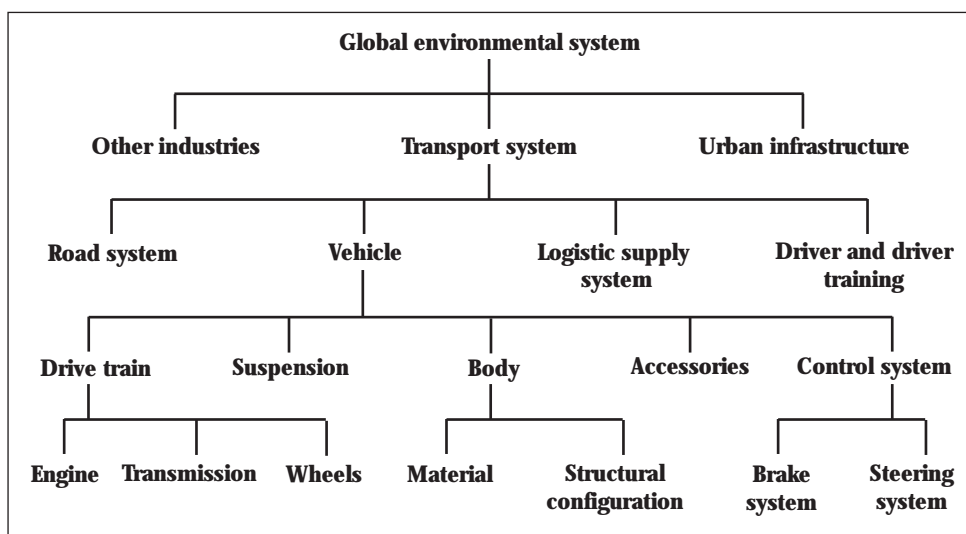 Global environmental system
Other industries
Transport system
Urban infrastructure
Road system
Vehicle
Logistic supply
system
Driver and driver
training
Drive train
Suspension
Body
Accessories
Control system
Engine
Transmission
Wheels
Material
Structural
configuration
Brake
system
Steering
system